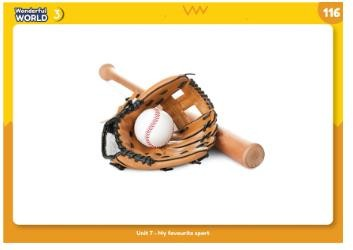 Wonderful
WORLD 3
116
Unit 7 - My favourite sport